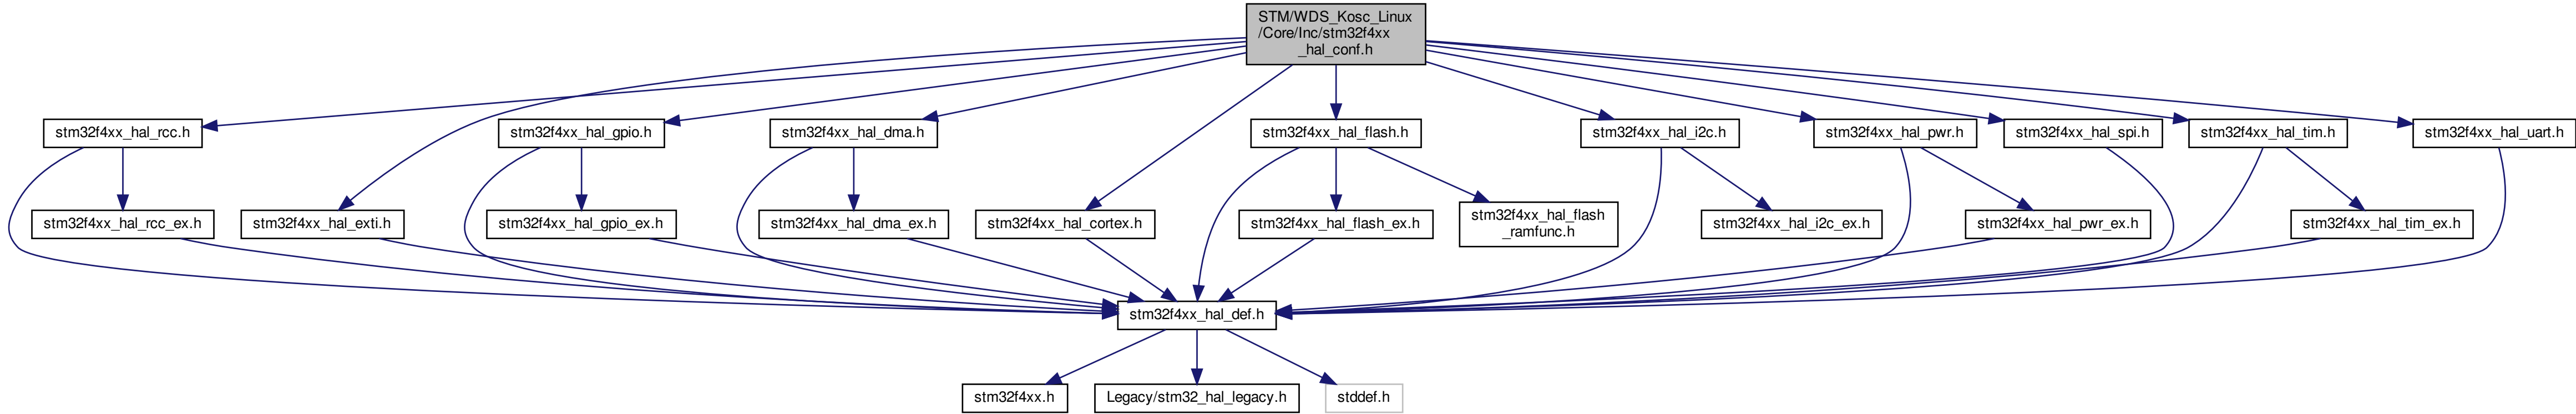 STM/WDS_Kosc_Linux
/Core/Inc/stm32f4xx
_hal_conf.h
stm32f4xx_hal_rcc.h
stm32f4xx_hal_gpio.h
stm32f4xx_hal_dma.h
stm32f4xx_hal_flash.h
stm32f4xx_hal_i2c.h
stm32f4xx_hal_pwr.h
stm32f4xx_hal_spi.h
stm32f4xx_hal_tim.h
stm32f4xx_hal_uart.h
stm32f4xx_hal_rcc_ex.h
stm32f4xx_hal_exti.h
stm32f4xx_hal_gpio_ex.h
stm32f4xx_hal_dma_ex.h
stm32f4xx_hal_cortex.h
stm32f4xx_hal_flash_ex.h
stm32f4xx_hal_flash
_ramfunc.h
stm32f4xx_hal_i2c_ex.h
stm32f4xx_hal_pwr_ex.h
stm32f4xx_hal_tim_ex.h
stm32f4xx_hal_def.h
stm32f4xx.h
Legacy/stm32_hal_legacy.h
stddef.h